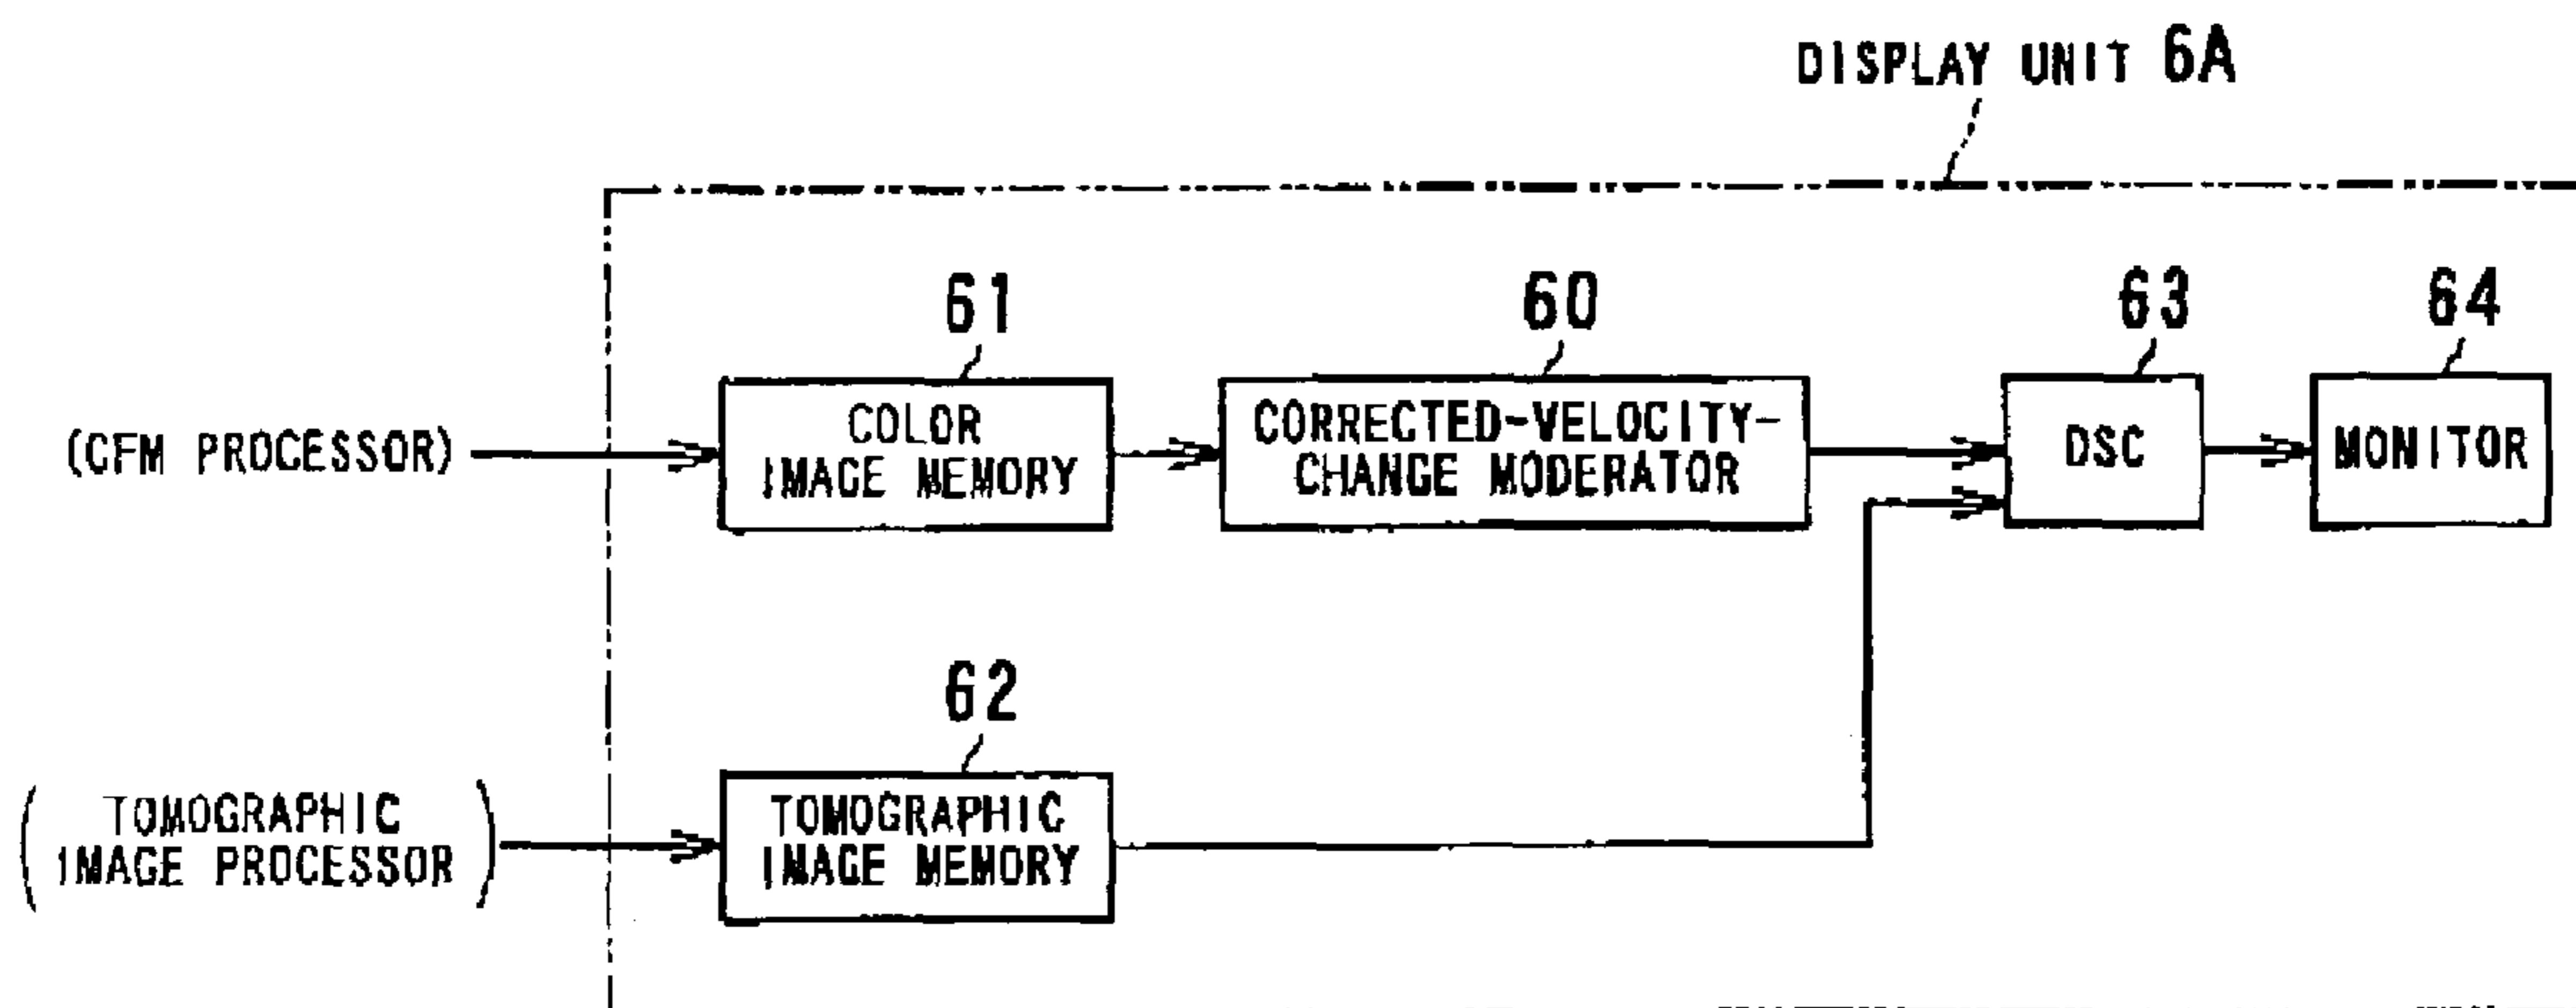 DISPLAY UNIT 6A
61
60
63
64
(CFM PROCESSOR)
COLOR
IMAGE MEMORY
CORRECTED-VELOCITY-
CHANGE MODERATOR
DSC
MONITOR
62
(TOMOGRAPHIC
IMAGE PROCESSOR)
TOMOGRAPHIC
IMAGE MEMORY